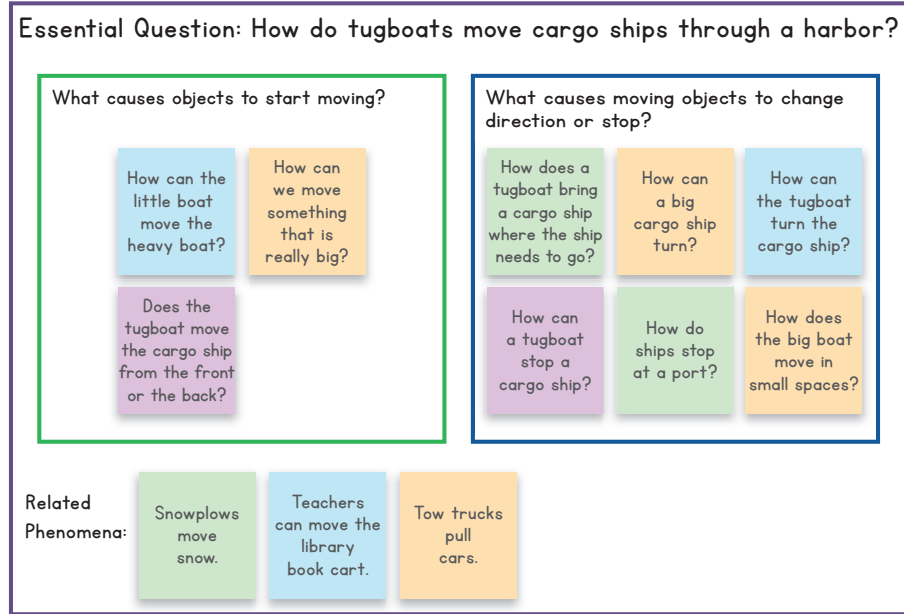 Essential Question: How do tugboats move cargo ships through a harbor?
What causes objects to start moving?
How can the
little boat
move the
heavy boat?
How can
we move
something
that is
really big?
Does the
tugboat move
the cargo ship
from the front
or the back?
What causes moving objects to change
direction or stop?
How does a
tugboat bring
a cargo ship
where the ship
needs to go?
How can
a big
cargo ship
turn?
How can
the tugboat
turn the
cargo ship?
How can
a tugboat
stop a
cargo ship?
How do
ships stop
at a port?
How does
the big boat
move in
small spaces?
Related
Phenomena:
Snowplows
move
snow.
Teachers
can move the
library
book cart.
Tow trucks
pull
cars.